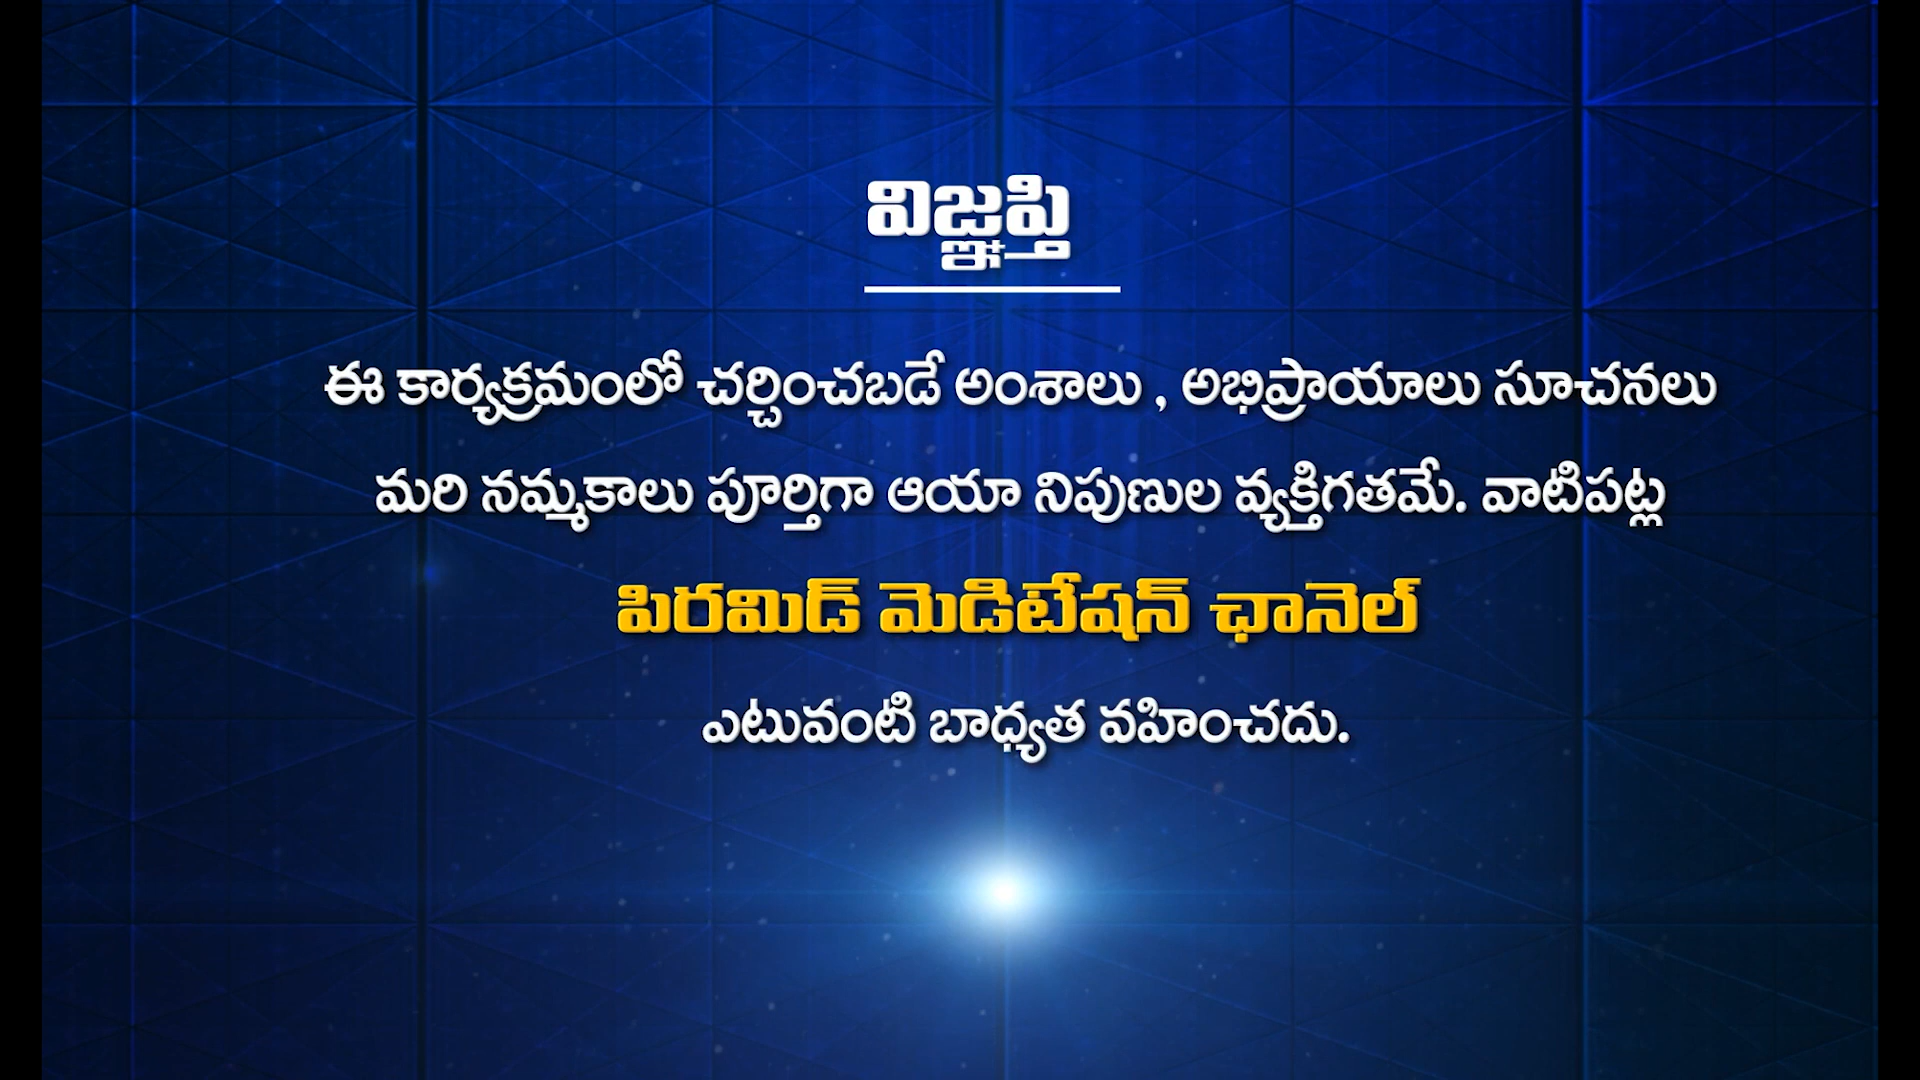 విజ్ఞప్తి
ఈ కార్యక్రమంలో చర్చించబడే అంశాలు , అభిప్రాయాలు సూచనలు
మరి నమ్మకాలు పూర్తిగా ఆయా నిపుణుల వ్యక్తిగతమే. వాటిపట్ల
పిరమిడ్ మెడిటేషన్ ఛానెల్
ఎటువంటి బాధ్యత వహించదు.